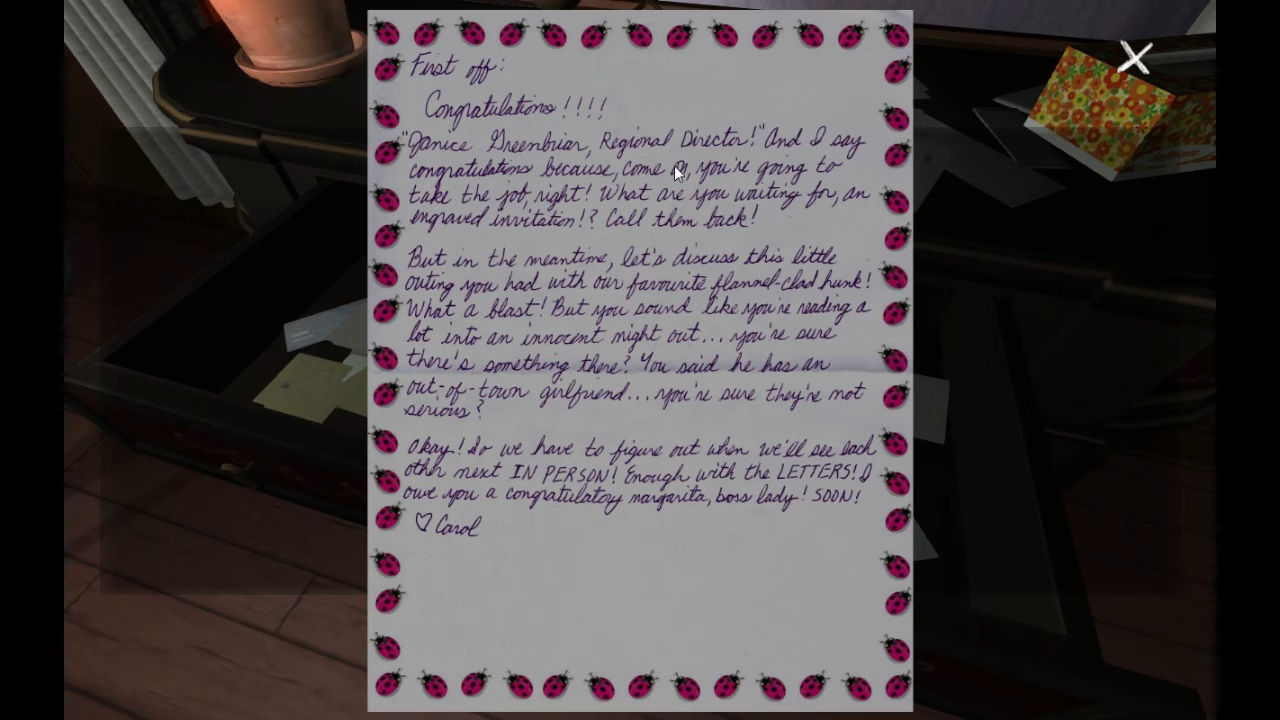 First off:
Congratulations!!!!
"Janice Greenbriar, Regional Director!" And I say
congratulations because, come on, you're going to
take the job, right! What are you waiting for, an
engraved invitation!? Call them back!
But in the meantime, let's discuss this little
outing you had with our favourite flannel-clad hunk!
What a blast! But you sound like you're reading a
lot into an innocent night out... you're sure
there's something there? You said he has an
out-of-town girlfriend... you're sure they're not
serious?
Okay! So we have to figure out when we'll see each
other next IN PERSON! Enough with the LETTERS! I
owe you a congratulatory margarita, boss lady! SOON!
♡ Carol